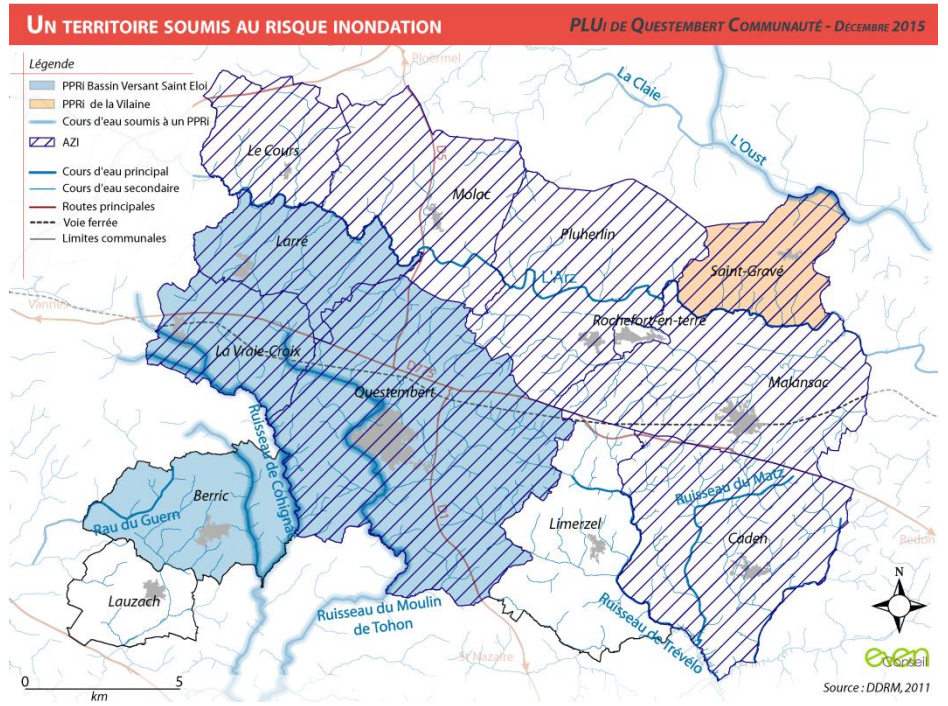 UN TERRITOIRE SOUMIS AU RISQUE INONDATION
PLUi DE QUESTEMBERT COMMUNAUTÉ - DÉCEMBRE 2015
Légende
PPRi Bassin Versant Saint Eloi
PPRi de la Vilaine
Cours d'eau soumis à un PPRi
AZI
Cours d'eau principal
Cours d'eau secondaire
Routes principales
Voie ferrée
Limites communales
Ploermel
La Claie
L'Oust
Le Cours
D5
Molac
Pluherlin
Larré
Saint-Gravé
L'Arz
Vannes
Rochefort-en-terre
La Vraie-Croix
D775
Malansac
Questembert
Ruisseau de Cohignac
Ruisseau du Matz
Berric
Rau du Guern
Limerzel
Caden
Redon
Lauzach
Ruisseau du Moulin
de Tohon
Ruisseau de Trévélo
St Nazaire
N
0
5
km
even
Conseil
Source : DDRM, 2011